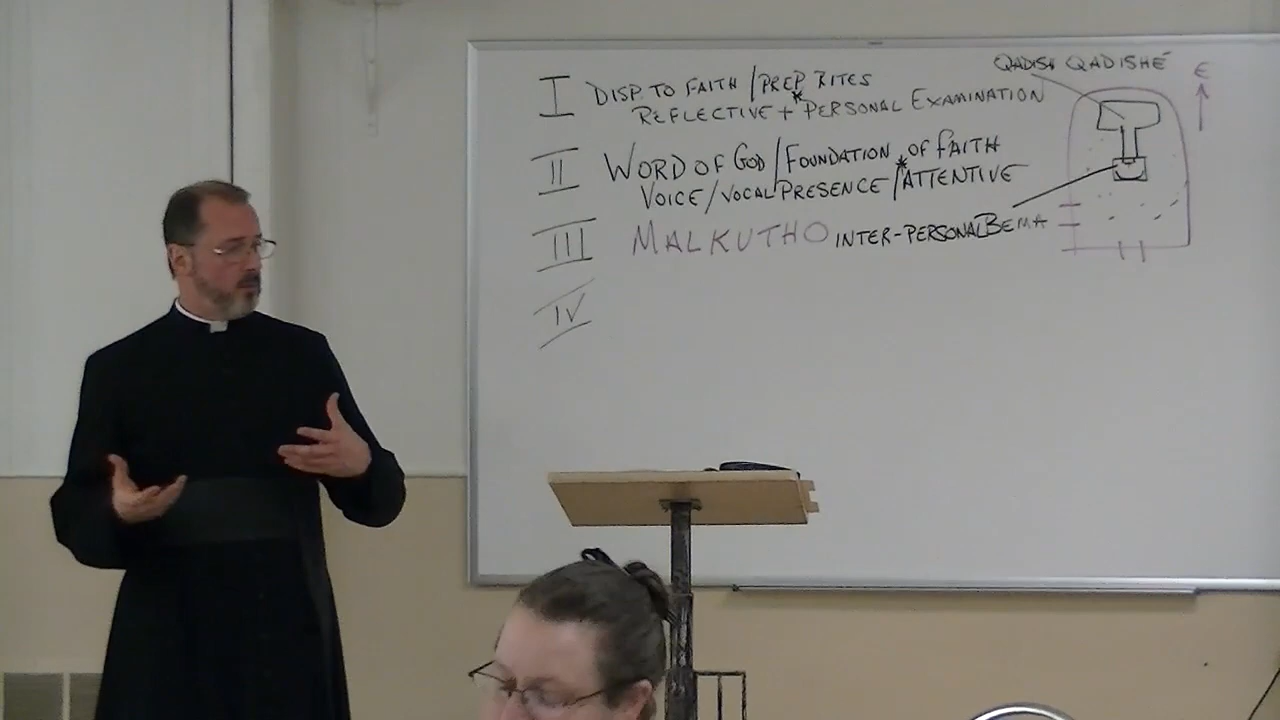 QADISH QADISHÉ
E
I DISP TO FAITH / PREP RITES
* REFLECTIVE + PERSONAL EXAMINATION
II WORD OF GOD / FOUNDATION OF FAITH
VOICE / VOCAL PRESENCE / * ATTENTIVE
III MALKUTHO INTER-PERSONAL BEMA
IV